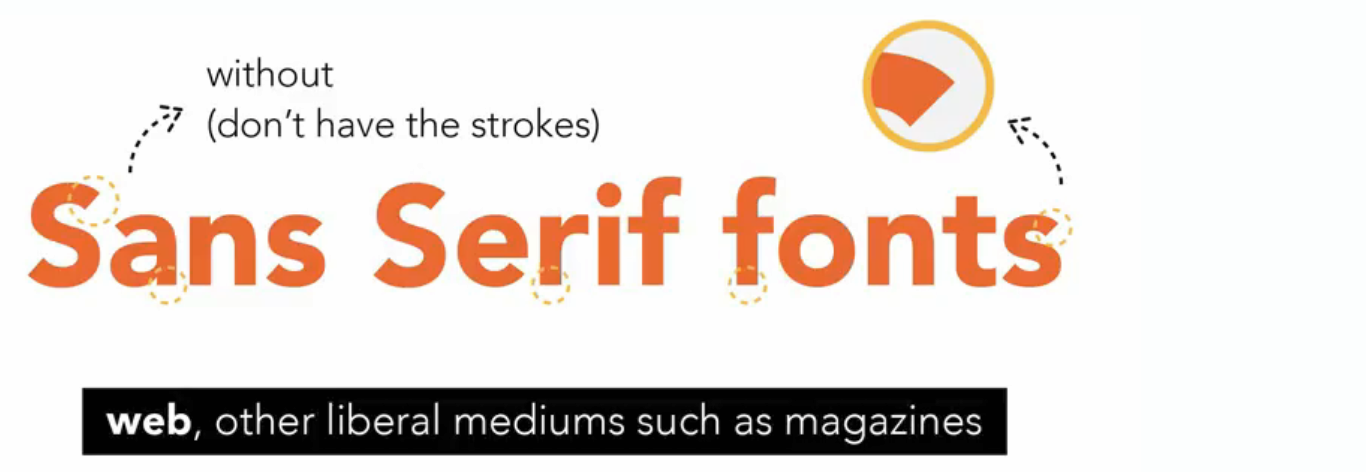 without
(don't have the strokes)
Sans Serif fonts
web, other liberal mediums such as magazines